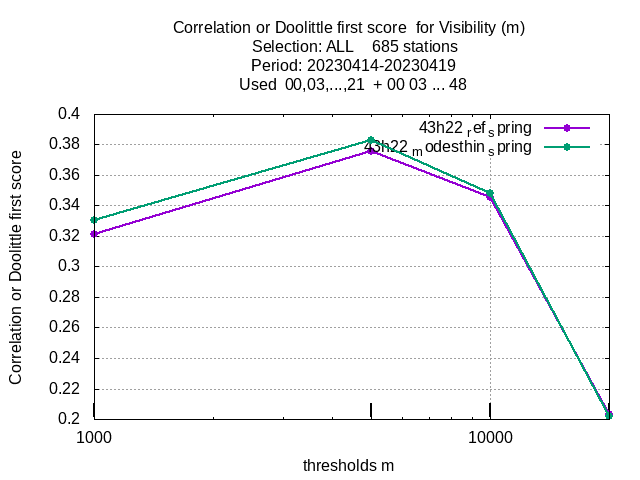 Correlation or Doolittle first score  for Visibility (m)
Selection: ALL    685 stations
Period: 20230414-20230419
Used  00,03,...,21  + 00 03 ... 48
Correlation or Doolittle first score
0.4
0.38
0.36
0.34
0.32
0.3
0.28
0.26
0.24
0.22
0.2
43h22 ref spring
43h22 modesthin spring
1000
10000
thresholds m